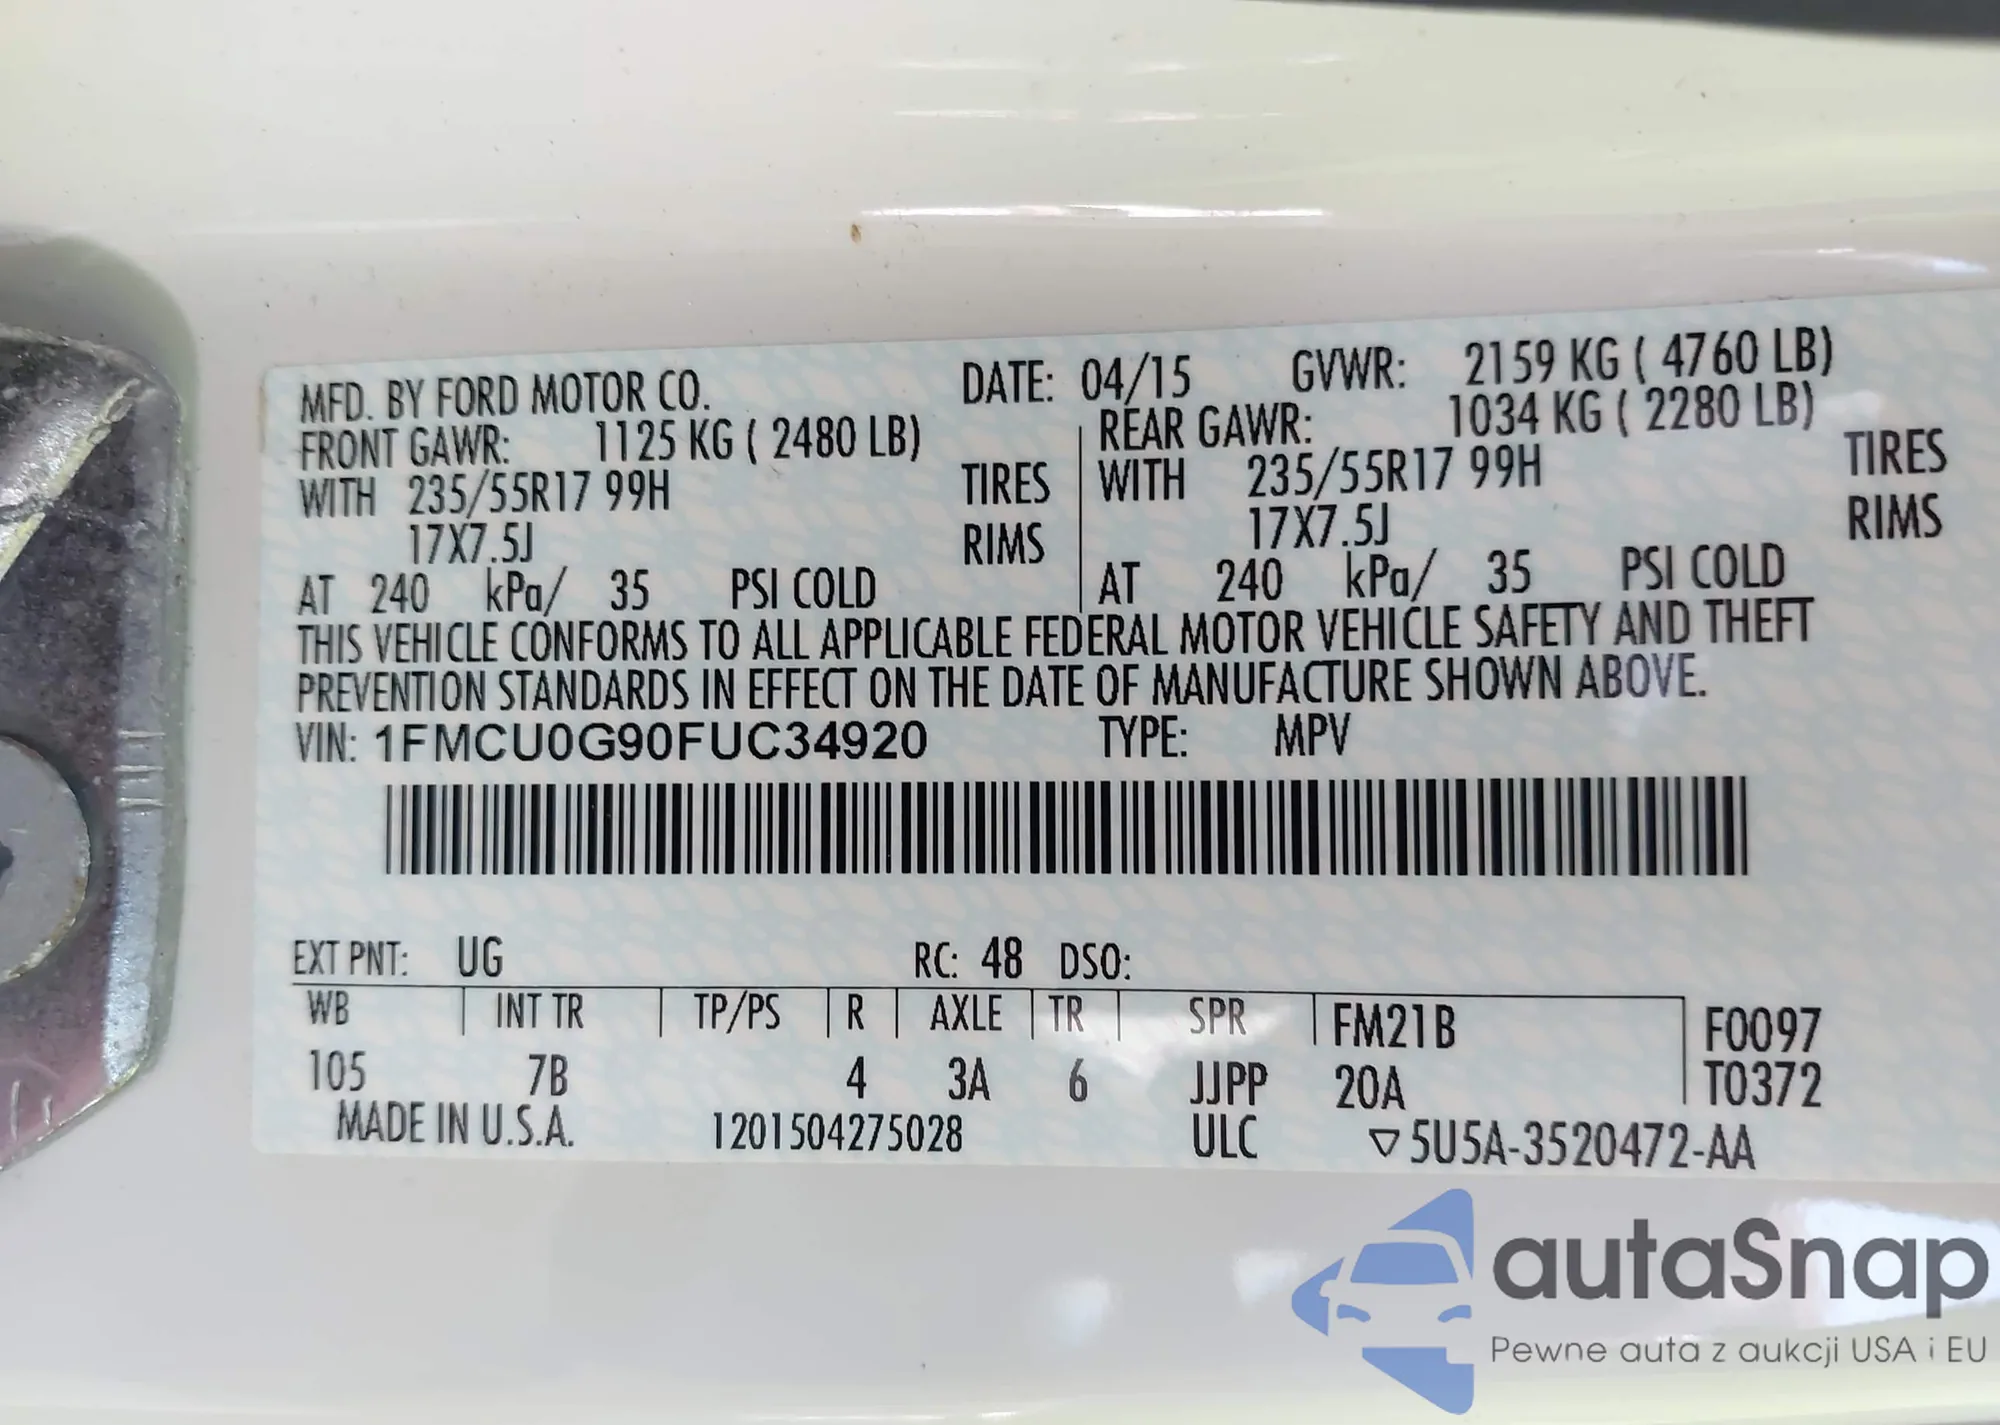 MFD. BY FORD MOTOR CO. DATE: 04/15 GVWR: 2159 KG ( 4760 LB)
FRONT GAWR: 1125 KG ( 2480 LB) REAR GAWR: 1034 KG ( 2280 LB)
WITH 235/55R17 99H TIRES WITH 235/55R17 99H TIRES
17X7.5J RIMS 17X7.5J RIMS
AT 240 kPa/ 35 PSI COLD AT 240 kPa/ 35 PSI COLD
THIS VEHICLE CONFORMS TO ALL APPLICABLE FEDERAL MOTOR VEHICLE SAFETY AND THEFT
PREVENTION STANDARDS IN EFFECT ON THE DATE OF MANUFACTURE SHOWN ABOVE.
VIN: 1FMCU0G90FUC34920 TYPE: MPV
EXT PNT: UG RC: 48 DSO:
WB INT TR TP/PS R AXLE TR SPR FM21B F0097
105 7B 4 3A 6 JJPP 20A T0372
MADE IN U.S.A. 1201504275028 ULC ▽5U5A-3520472-AA
autaSnap
Pewne auta z aukcji USA i EU